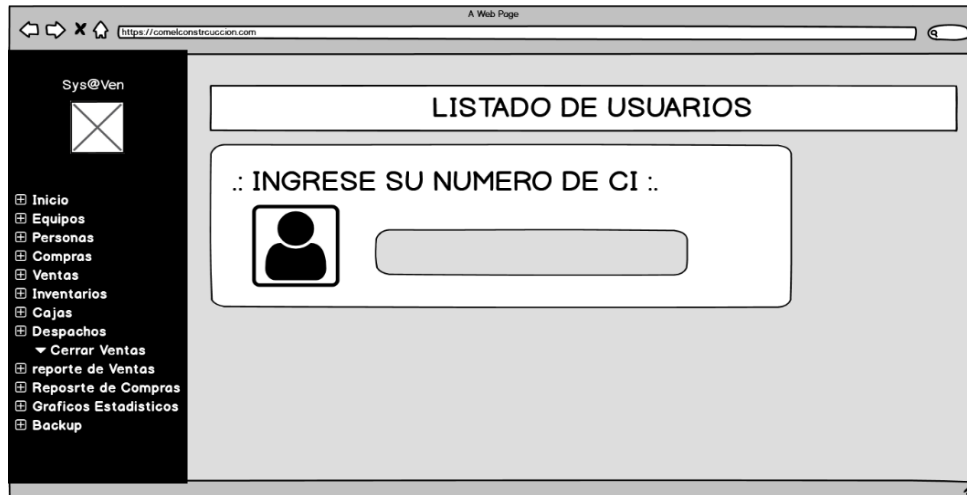 A Web Page
https://comelconstrcuccion.com
Sys@Ven
LISTADO DE USUARIOS
.: INGRESE SU NUMERO DE CI :.
Inicio
Equipos
Personas
Compras
Ventas
Inventarios
Cajas
Despachos
Cerrar Ventas
reporte de Ventas
Reposrte de Compras
Graficos Estadisticos
Backup